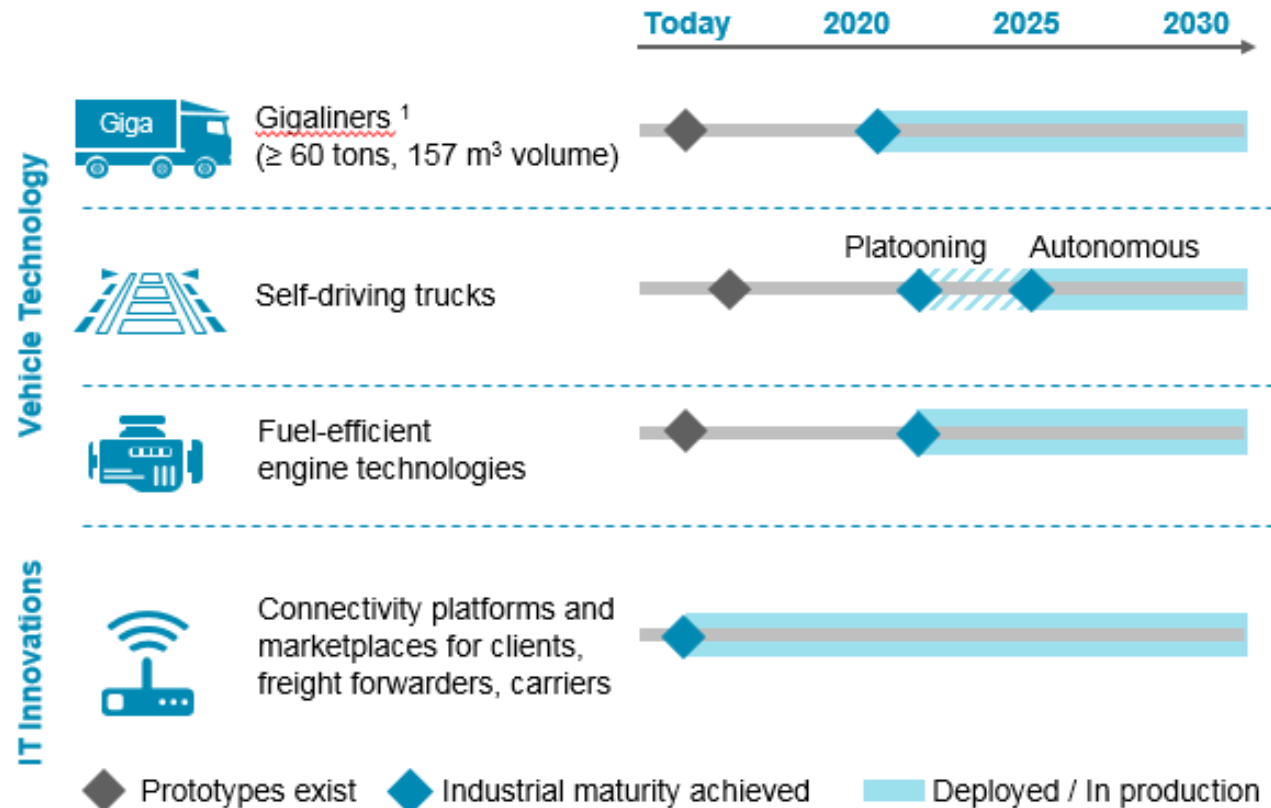 Today 2020 2025 2030
Vehicle Technology
Giga
Gigaliners ¹
(≥ 60 tons, 157 m³ volume)
Platooning Autonomous
Self-driving trucks
Fuel-efficient
engine technologies
IT Innovations
Connectivity platforms and
marketplaces for clients,
freight forwarders, carriers
Prototypes exist Industrial maturity achieved Deployed / In production